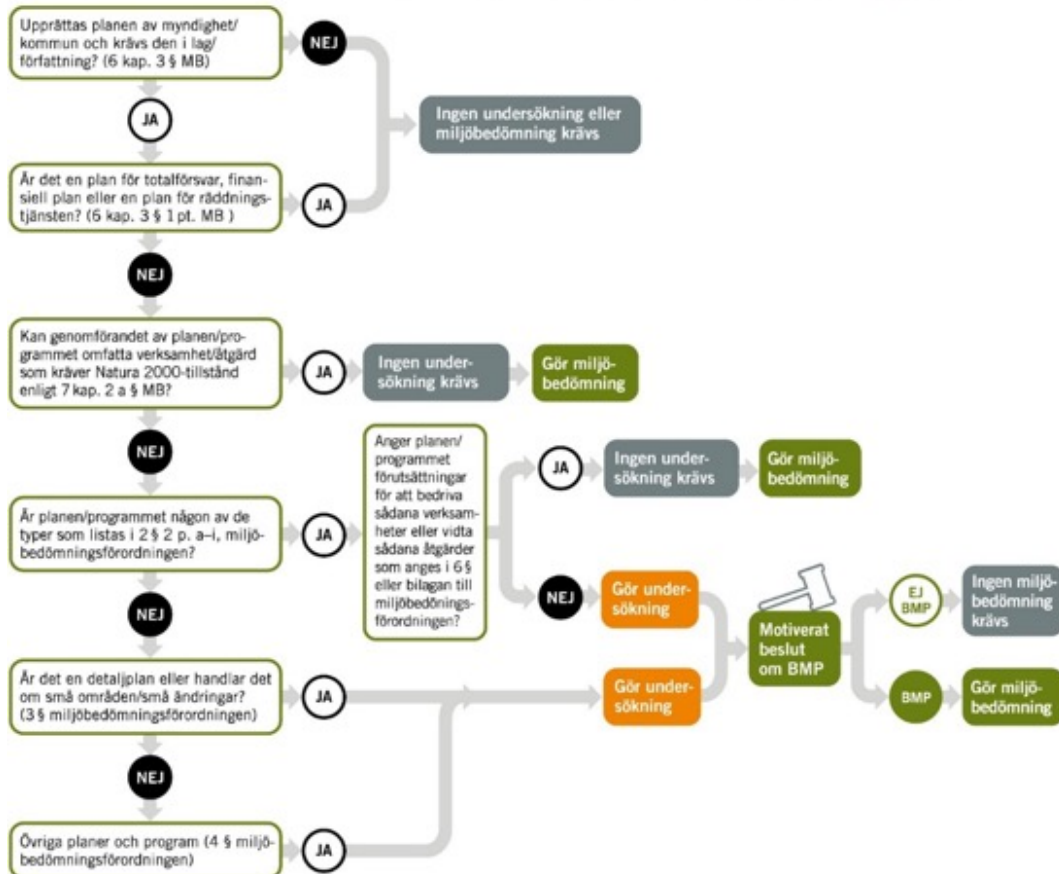 Upprättas planen av myndighet/
kommun och krävs den i lag/
författning? (6 kap. 3 § MB)
NEJ
JA
Ingen undersökning eller
miljöbedömning krävs
Är det en plan för totalförsvar, finan-
siell plan eller en plan för räddnings-
tjänsten? (6 kap. 3 § 1 pt. MB )
JA
NEJ
Kan genomförandet av planen/pro-
grammet omfatta verksamhet/åtgärd
som kräver Natura 2000-tillstånd
enligt 7 kap. 2 a § MB?
JA
Ingen under-
sökning krävs
Gör miljö-
bedömning
NEJ
Är planen/programmet någon av de
typer som listas i 2 § 2 p. a–i, miljö-
bedömningsförordningen?
JA
Anger planen/
programmet
förutsättningar
för att bedriva
sådana verksam-
heter eller vidta
sådana åtgärder
som anges i 6 §
eller bilagan till
miljöbedönings-
förordningen?
JA
Ingen under-
sökning krävs
Gör miljö-
bedömning
NEJ
Gör under-
sökning
Motiverat
beslut
om BMP
EJ
BMP
Ingen miljö-
bedömning
krävs
BMP
Gör miljö-
bedömning
NEJ
Är det en detaljplan eller handlar det
om små områden/små ändringar?
(3 § miljöbedömningsförordningen)
JA
Gör under-
sökning
NEJ
Övriga planer och program (4 § miljö-
bedömningsförordningen)
JA